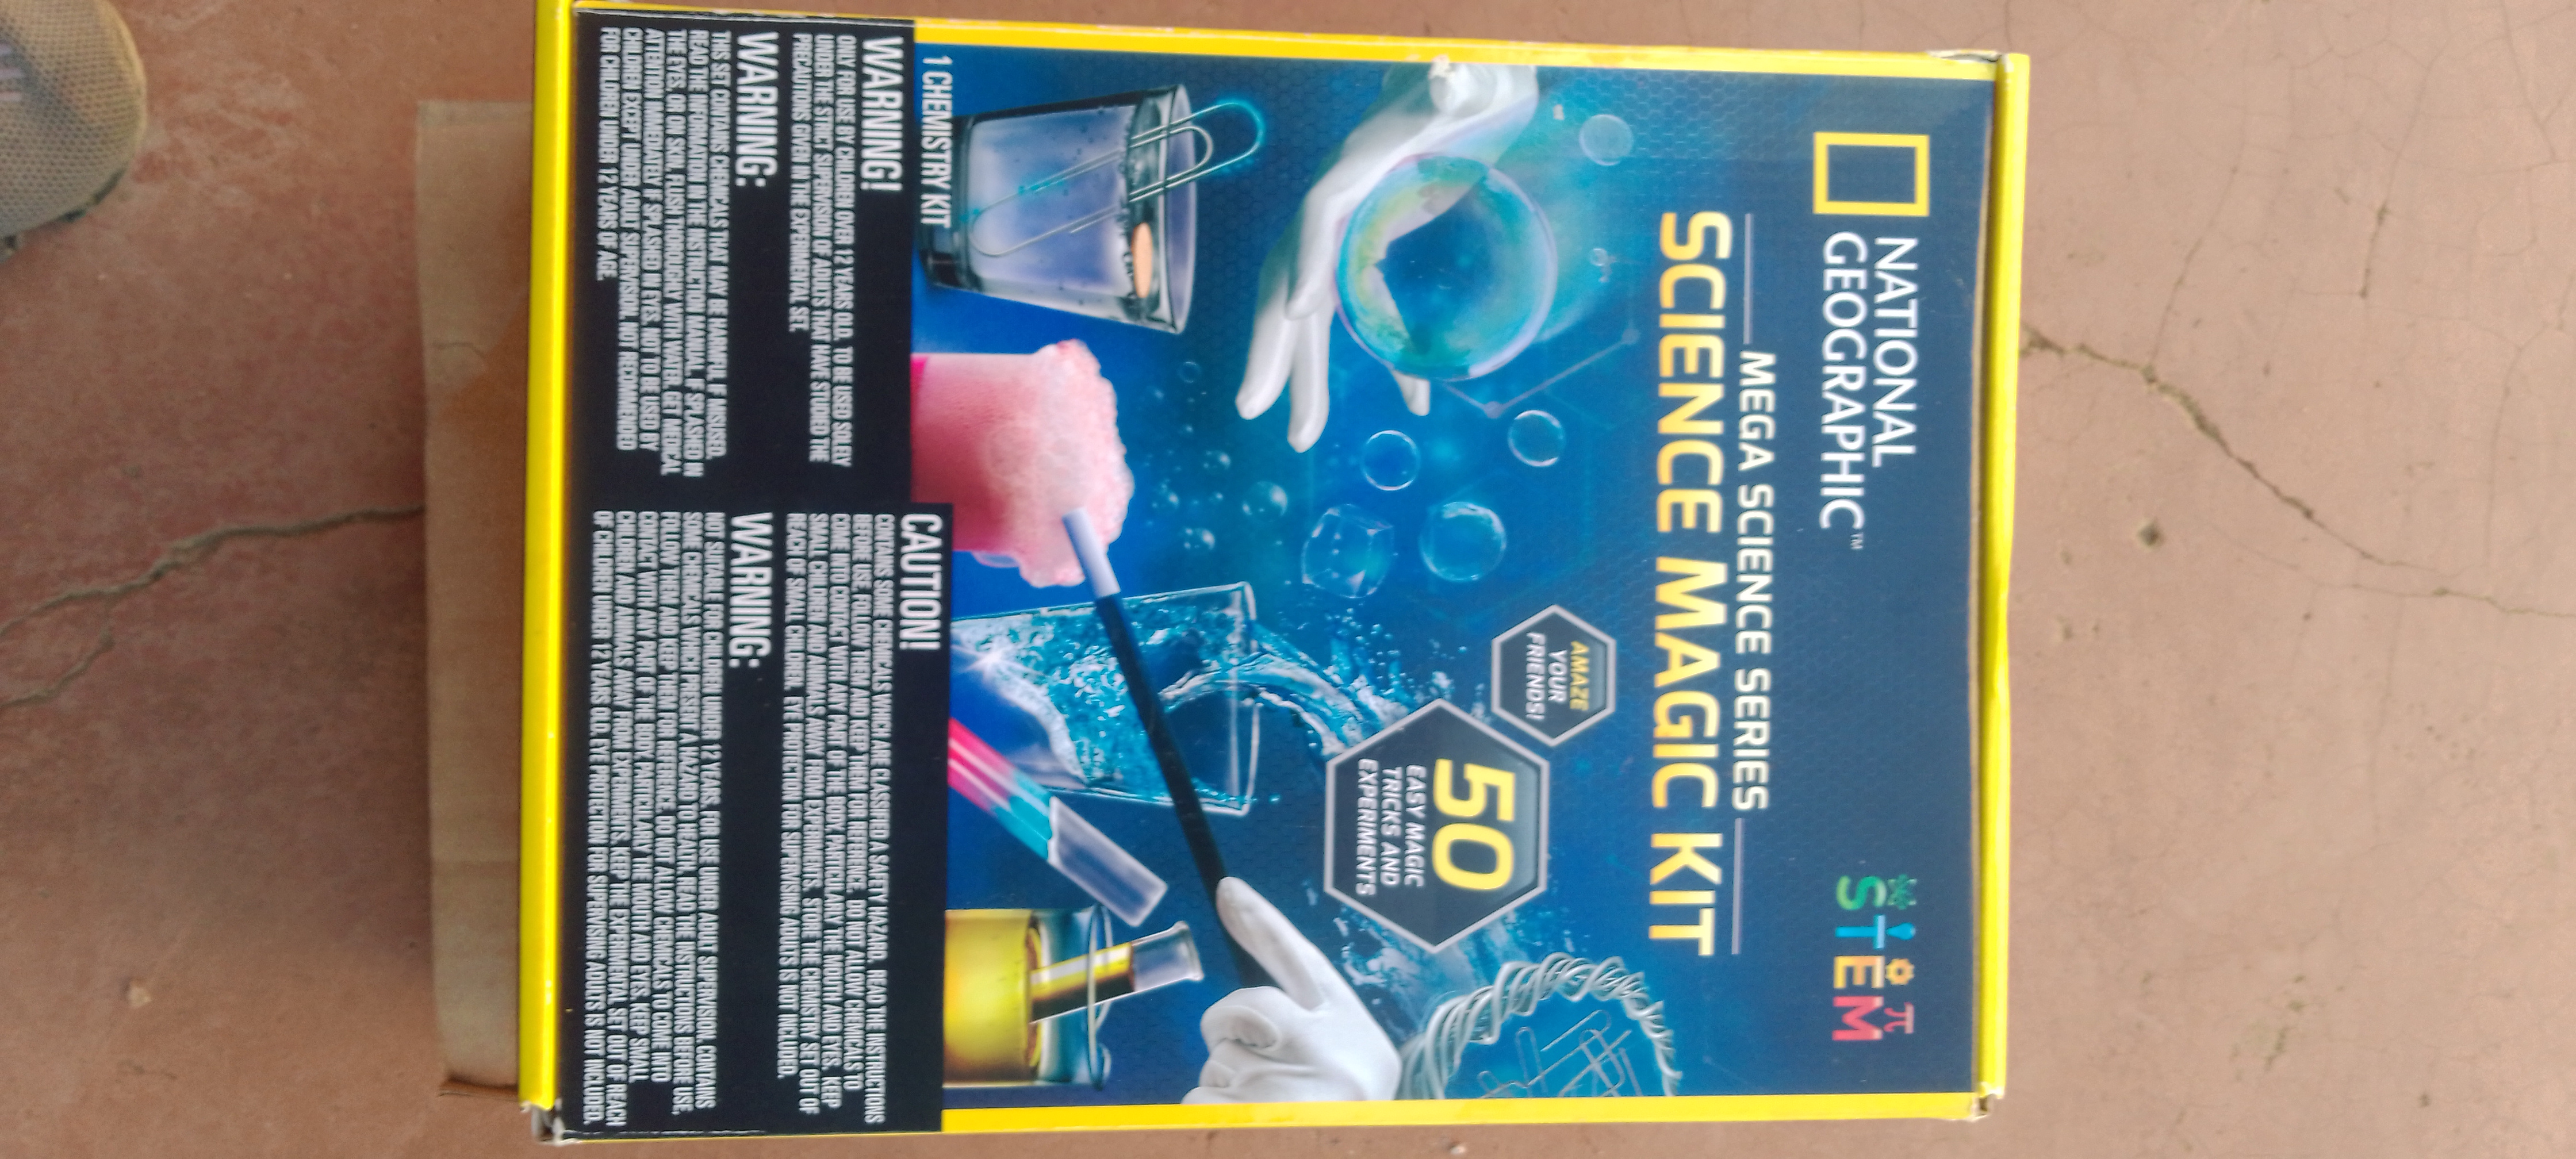 NATIONAL
GEOGRAPHIC™
STEM
MEGA SCIENCE SERIES
SCIENCE MAGIC KIT
AMAZE
YOUR
FRIENDS!
50
EASY MAGIC
TRICKS AND
EXPERIMENTS
1 CHEMISTRY KIT
WARNING!
ONLY FOR USE BY CHILDREN OVER 12 YEARS OLD. TO BE USED SOLELY
UNDER THE STRICT SUPERVISION OF ADULTS THAT HAVE STUDIED THE
PRECAUTIONS GIVEN IN THE EXPERIMENTAL SET.
WARNING:
THIS SET CONTAINS CHEMICALS THAT MAY BE HARMFUL IF MISUSED.
READ THE INFORMATION IN THE INSTRUCTION MANUAL. IF SPLASHED IN
THE EYES, OR ON SKIN, FLUSH THOROUGHLY WITH WATER. GET MEDICAL
ATTENTION IMMEDIATELY IF SPLASHED IN EYES. NOT TO BE USED BY
CHILDREN EXCEPT UNDER ADULT SUPERVISION. NOT RECOMMENDED
FOR CHILDREN UNDER 12 YEARS OF AGE.
CAUTION!
CONTAINS SOME CHEMICALS WHICH ARE CLASSIFIED A SAFETY HAZARD. READ THE INSTRUCTIONS
BEFORE USE, FOLLOW THEM AND KEEP THEM FOR REFERENCE. DO NOT ALLOW CHEMICALS TO
COME INTO CONTACT WITH ANY PART OF THE BODY, PARTICULARLY THE MOUTH AND EYES. KEEP
SMALL CHILDREN AND ANIMALS AWAY FROM EXPERIMENTS. STORE THE CHEMISTRY SET OUT OF
REACH OF SMALL CHILDREN. EYE PROTECTION FOR SUPERVISING ADULTS IS NOT INCLUDED.
WARNING:
NOT SUITABLE FOR CHILDREN UNDER 12 YEARS. FOR USE UNDER ADULT SUPERVISION. CONTAINS
SOME CHEMICALS WHICH PRESENT A HAZARD TO HEALTH. READ THE INSTRUCTIONS BEFORE USE,
FOLLOW THEM AND KEEP THEM FOR REFERENCE. DO NOT ALLOW CHEMICALS TO COME INTO
CONTACT WITH ANY PART OF THE BODY, PARTICULARLY THE MOUTH AND EYES. KEEP SMALL
CHILDREN AND ANIMALS AWAY FROM EXPERIMENTS. KEEP THE EXPERIMENTAL SET OUT OF REACH
OF CHILDREN UNDER 12 YEARS OLD. EYE PROTECTION FOR SUPERVISING ADULTS IS NOT INCLUDED.